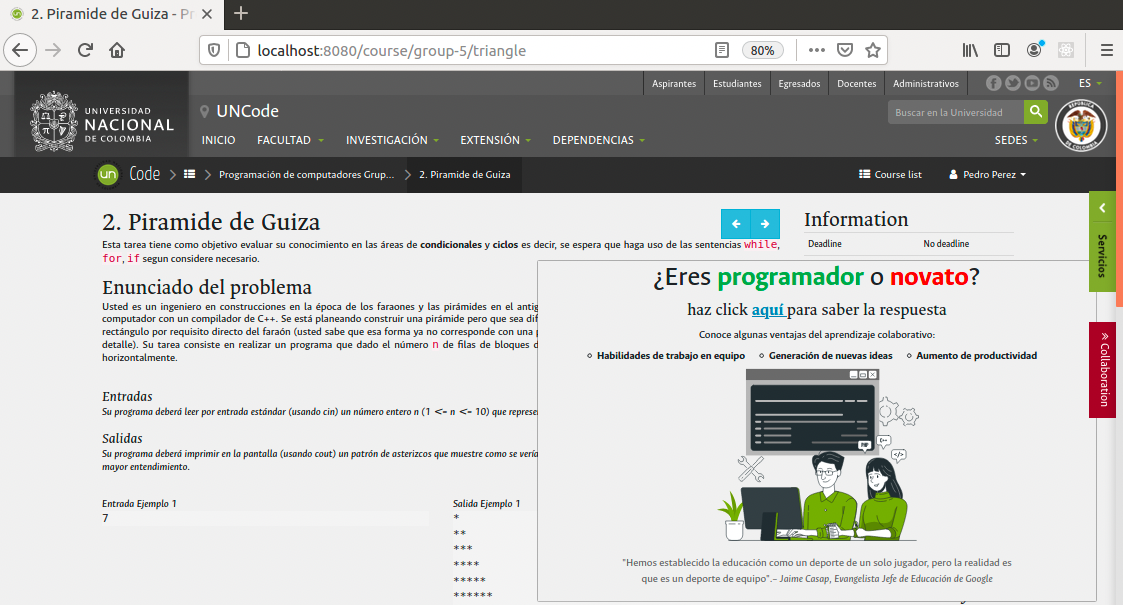 2. Piramide de Guiza - Pr
localhost:8080/course/group-5/triangle
80%
Aspirantes
Estudiantes
Egresados
Docentes
Administrativos
ES
UNIVERSIDAD
NACIONAL
DE COLOMBIA
UNCode
Buscar en la Universidad
INICIO
FACULTAD
INVESTIGACIÓN
EXTENSIÓN
DEPENDENCIAS
SEDES
un Code
Programación de computadores Grup...
2. Piramide de Guiza
Course list
Pedro Perez
2. Piramide de Guiza
Esta tarea tiene como objetivo evaluar su conocimiento en las áreas de condicionales y ciclos es decir, se espera que haga uso de las sentencias while,
for, if segun considere necesario.
Information
Deadline No deadline
Servicios
Collaboration
Enunciado del problema
Usted es un ingeniero en construcciones en la época de los faraones y las pirámides en el antig
computador con un compilador de C++. Se está planeando construir una pirámide pero que sea dif
rectángulo por requisito directo del faraón (usted sabe que esa forma ya no corresponde con una p
detalle). Su tarea consiste en realizar un programa que dado el número n de filas de bloques d
horizontalmente.
Entradas
Su programa deberá leer por entrada estándar (usando cin) un número entero n (1 <= n <= 10) que represe
Salidas
Su programa deberá imprimir en la pantalla (usando cout) un patrón de asterizcos que muestre como se vería
mayor entendimiento.
Entrada Ejemplo 1
7
Salida Ejemplo 1
*
**
***
****
*****
******
¿Eres programador o novato?
haz click aquí para saber la respuesta
Conoce algunas ventajas del aprendizaje colaborativo:
Habilidades de trabajo en equipo
Generación de nuevas ideas
Aumento de productividad
PHP
C++
</>
"Hemos establecido la educación como un deporte de un solo jugador, pero la realidad es
que es un deporte de equipo".– Jaime Casap, Evangelista Jefe de Educación de Google